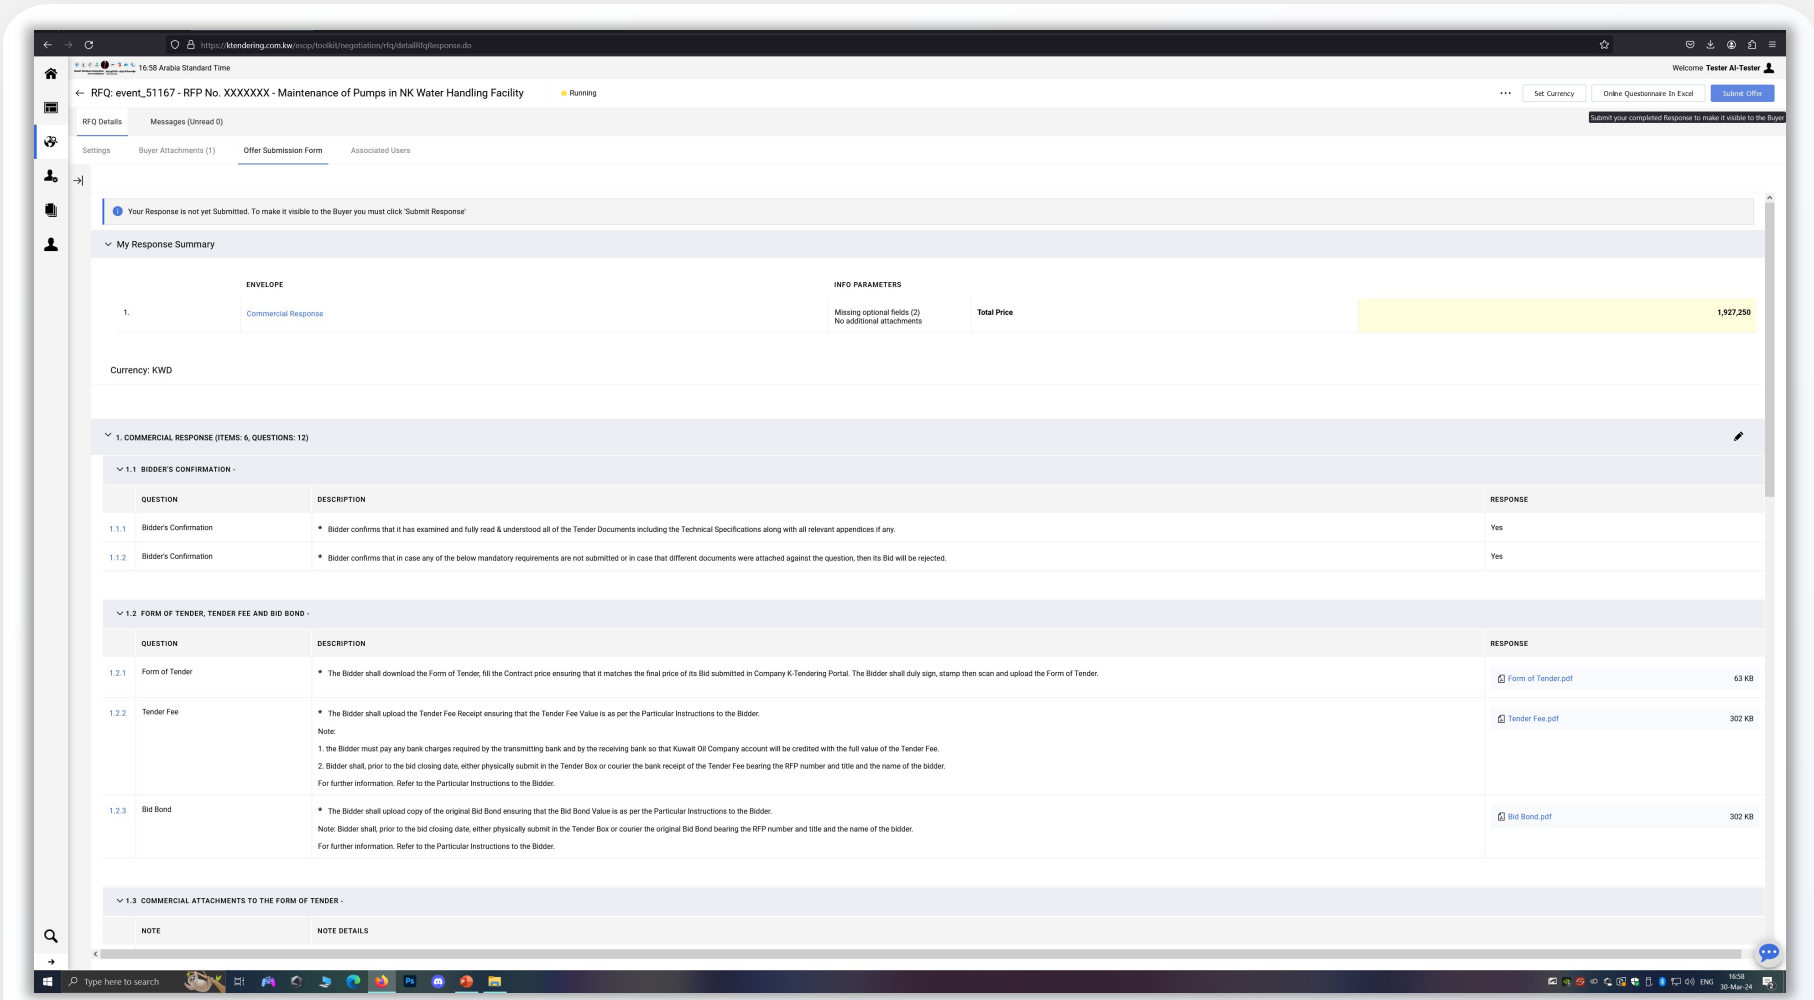 https://ktendering.com.kw/esop/toolkit/negotiation/rfq/detailRfqResponse.do
16:58 Arabia Standard Time
Welcome Tester Al-Tester
RFQ: event_51167 - RFP No. XXXXXXX - Maintenance of Pumps in NK Water Handling Facility
Running
Set Currency
Online Questionnaire In Excel
Submit Offer
Submit your completed Response to make it visible to the Buyer
RFQ Details
Messages (Unread 0)
Settings
Buyer Attachments (1)
Offer Submission Form
Associated Users
Your Response is not yet Submitted. To make it visible to the Buyer you must click 'Submit Response'
My Response Summary
ENVELOPE
INFO PARAMETERS
1.
Commercial Response
Missing optional fields (2)
No additional attachments
Total Price
1,927,250
Currency: KWD
1. COMMERCIAL RESPONSE (ITEMS: 6, QUESTIONS: 12)
1.1 BIDDER'S CONFIRMATION -
QUESTION
DESCRIPTION
RESPONSE
1.1.1
Bidder's Confirmation
* Bidder confirms that it has examined and fully read & understood all of the Tender Documents including the Technical Specifications along with all relevant appendices if any.
Yes
1.1.2
Bidder's Confirmation
* Bidder confirms that in case any of the below mandatory requirements are not submitted or in case that different documents were attached against the question, then its Bid will be rejected.
Yes
1.2 FORM OF TENDER, TENDER FEE AND BID BOND -
QUESTION
DESCRIPTION
RESPONSE
1.2.1
Form of Tender
* The Bidder shall download the Form of Tender, fill the Contract price ensuring that it matches the final price of its Bid submitted in Company K-Tendering Portal. The Bidder shall duly sign, stamp then scan and upload the Form of Tender.
Form of Tender.pdf
63 KB
1.2.2
Tender Fee
* The Bidder shall upload the Tender Fee Receipt ensuring that the Tender Fee Value is as per the Particular Instructions to the Bidder.
Note:
1. the Bidder must pay any bank charges required by the transmitting bank and by the receiving bank so that Kuwait Oil Company account will be credited with the full value of the Tender Fee.
2. Bidder shall, prior to the bid closing date, either physically submit in the Tender Box or courier the bank receipt of the Tender Fee bearing the RFP number and title and the name of the bidder.
For further information. Refer to the Particular Instructions to the Bidder.
Tender Fee.pdf
302 KB
1.2.3
Bid Bond
* The Bidder shall upload copy of the original Bid Bond ensuring that the Bid Bond Value is as per the Particular Instructions to the Bidder.
Note: Bidder shall, prior to the bid closing date, either physically submit in the Tender Box or courier the original Bid Bond bearing the RFP number and title and the name of the bidder.
For further information. Refer to the Particular Instructions to the Bidder.
Bid Bond.pdf
302 KB
1.3 COMMERCIAL ATTACHMENTS TO THE FORM OF TENDER -
NOTE
NOTE DETAILS
Type here to search
Ps
ENG
16:58
30-Mar-24